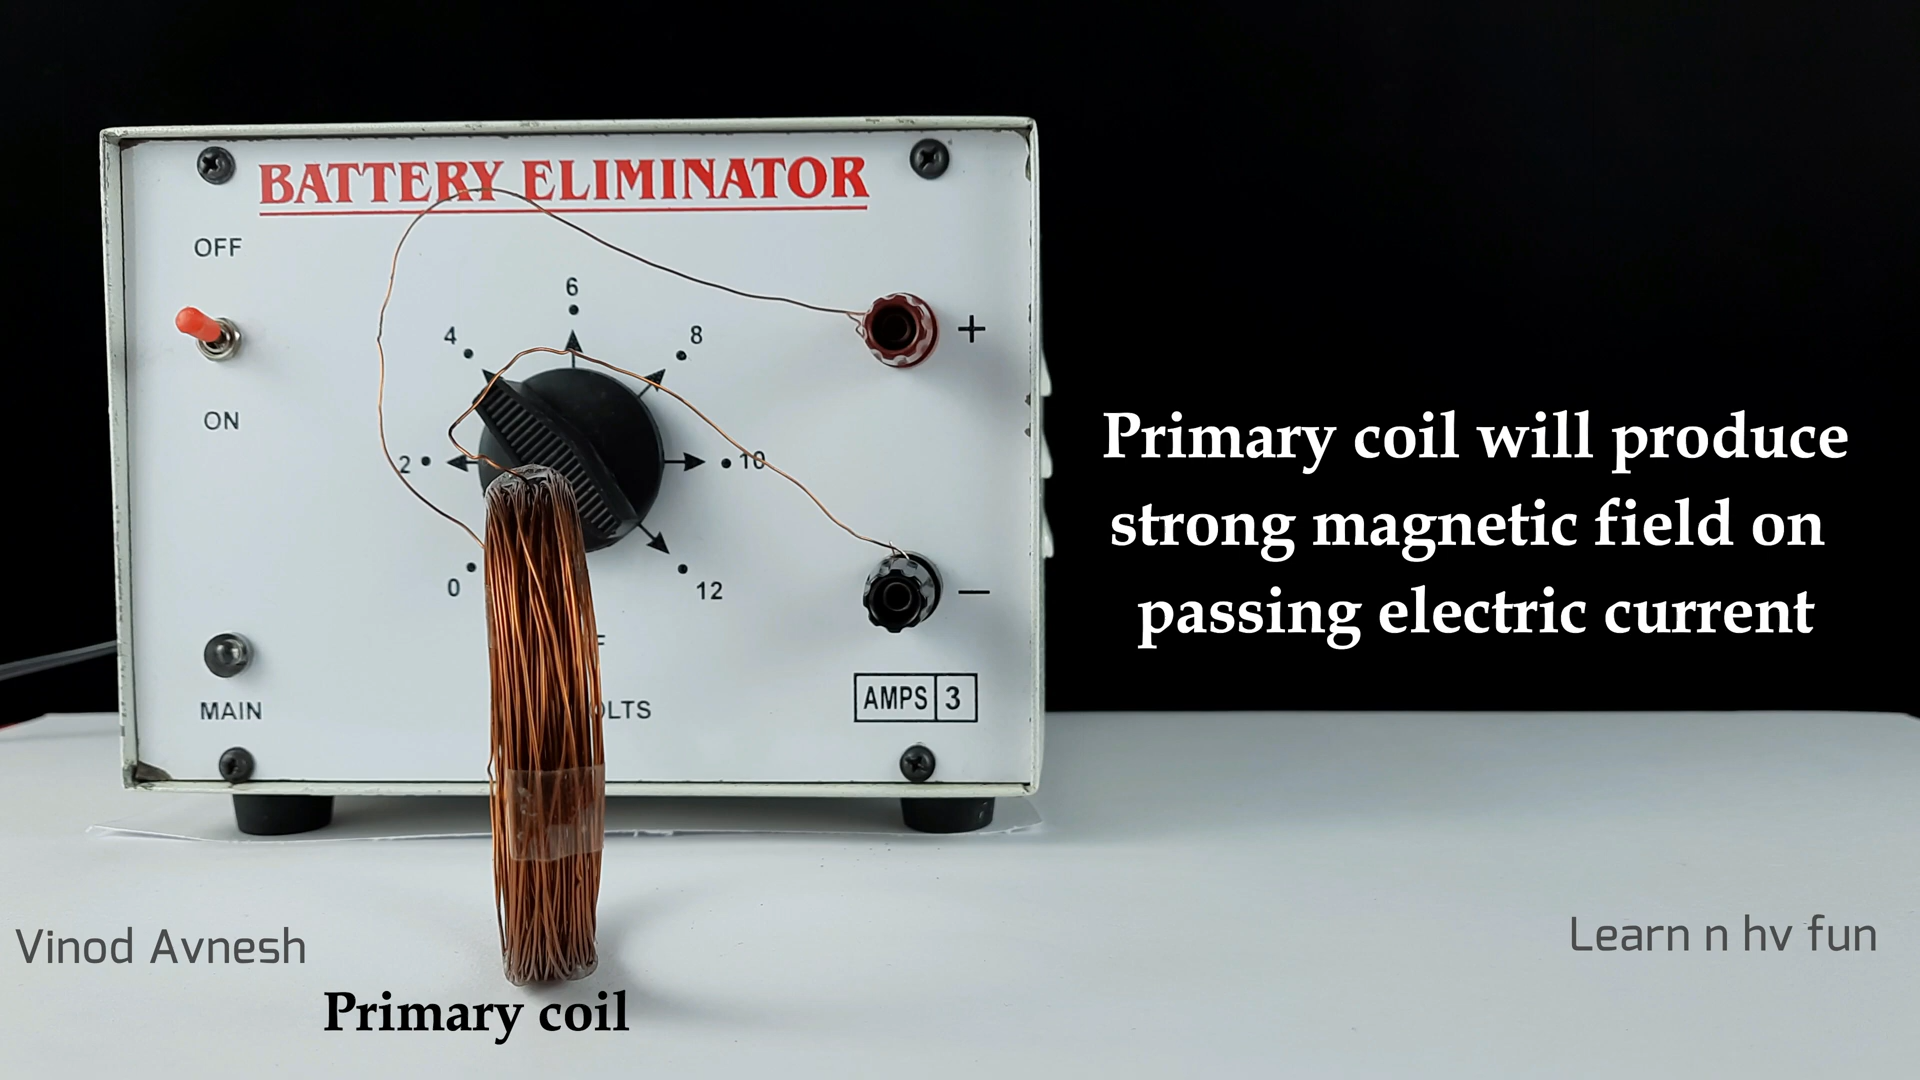 BATTERY ELIMINATOR
OFF
ON
MAIN
0
2
4
6
8
10
12
+
–
AMPS 3
Primary coil will produce
strong magnetic field on
passing electric current
Vinod Avnesh
Learn n hv fun
Primary coil